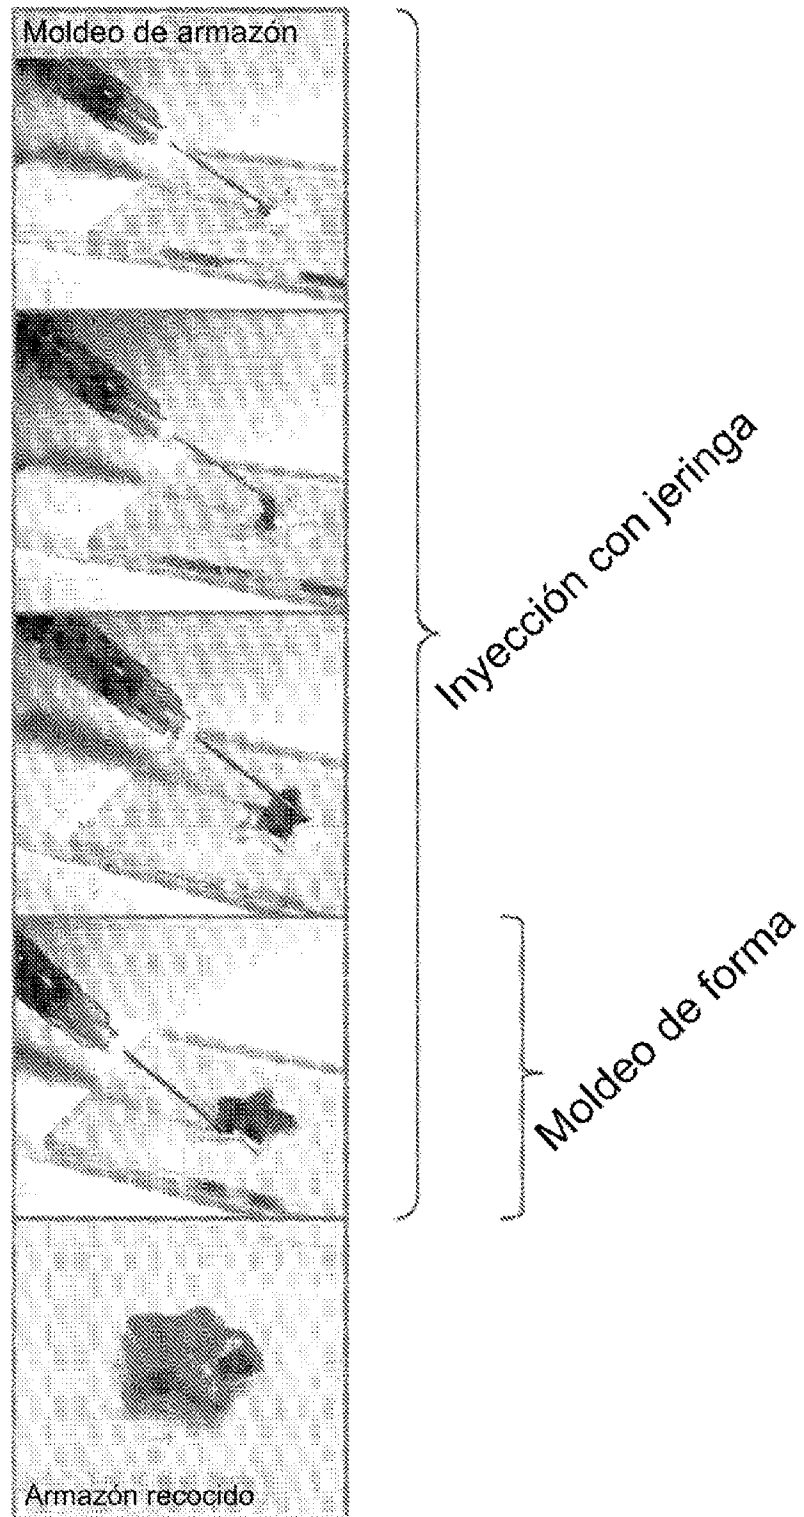 Moldeo de armazón
Inyección con jeringa
Moldeo de forma
Armazón recocido